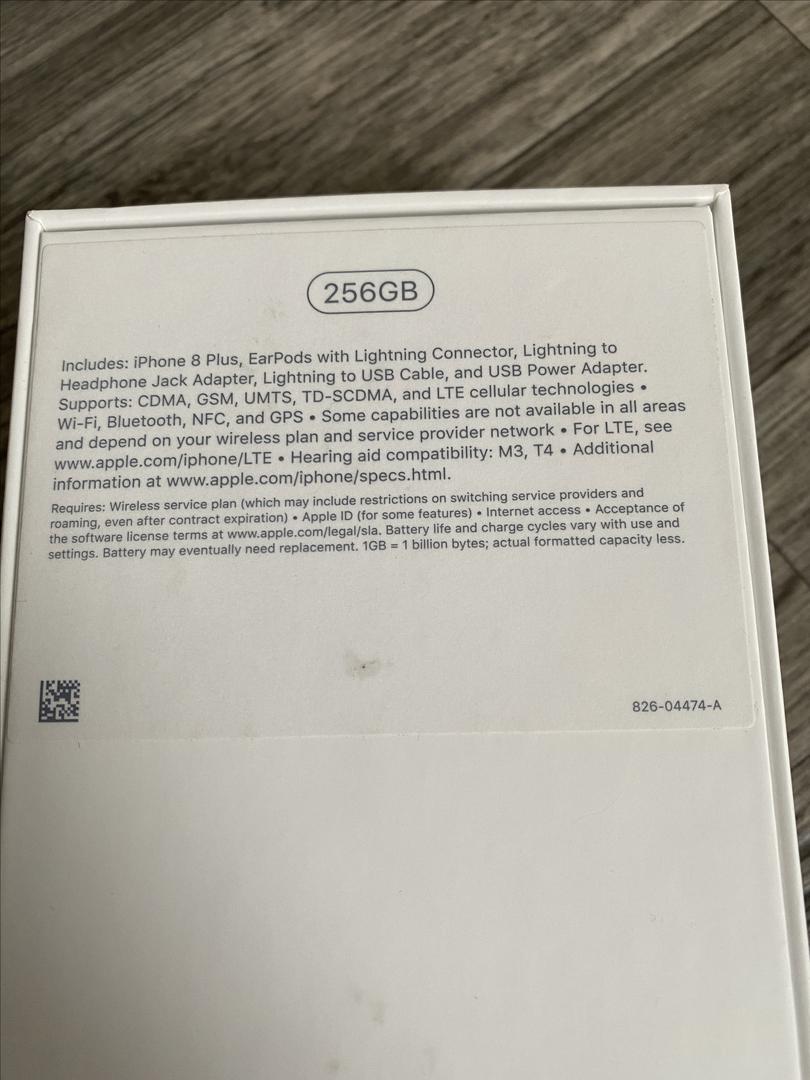 256GB
Includes: iPhone 8 Plus, EarPods with Lightning Connector, Lightning to
Headphone Jack Adapter, Lightning to USB Cable, and USB Power Adapter.
Supports: CDMA, GSM, UMTS, TD-SCDMA, and LTE cellular technologies •
Wi-Fi, Bluetooth, NFC, and GPS • Some capabilities are not available in all areas
and depend on your wireless plan and service provider network • For LTE, see
www.apple.com/iphone/LTE • Hearing aid compatibility: M3, T4 • Additional
information at www.apple.com/iphone/specs.html.
Requires: Wireless service plan (which may include restrictions on switching service providers and
roaming, even after contract expiration) • Apple ID (for some features) • Internet access • Acceptance of
the software license terms at www.apple.com/legal/sla. Battery life and charge cycles vary with use and
settings. Battery may eventually need replacement. 1GB = 1 billion bytes; actual formatted capacity less.
826-04474-A